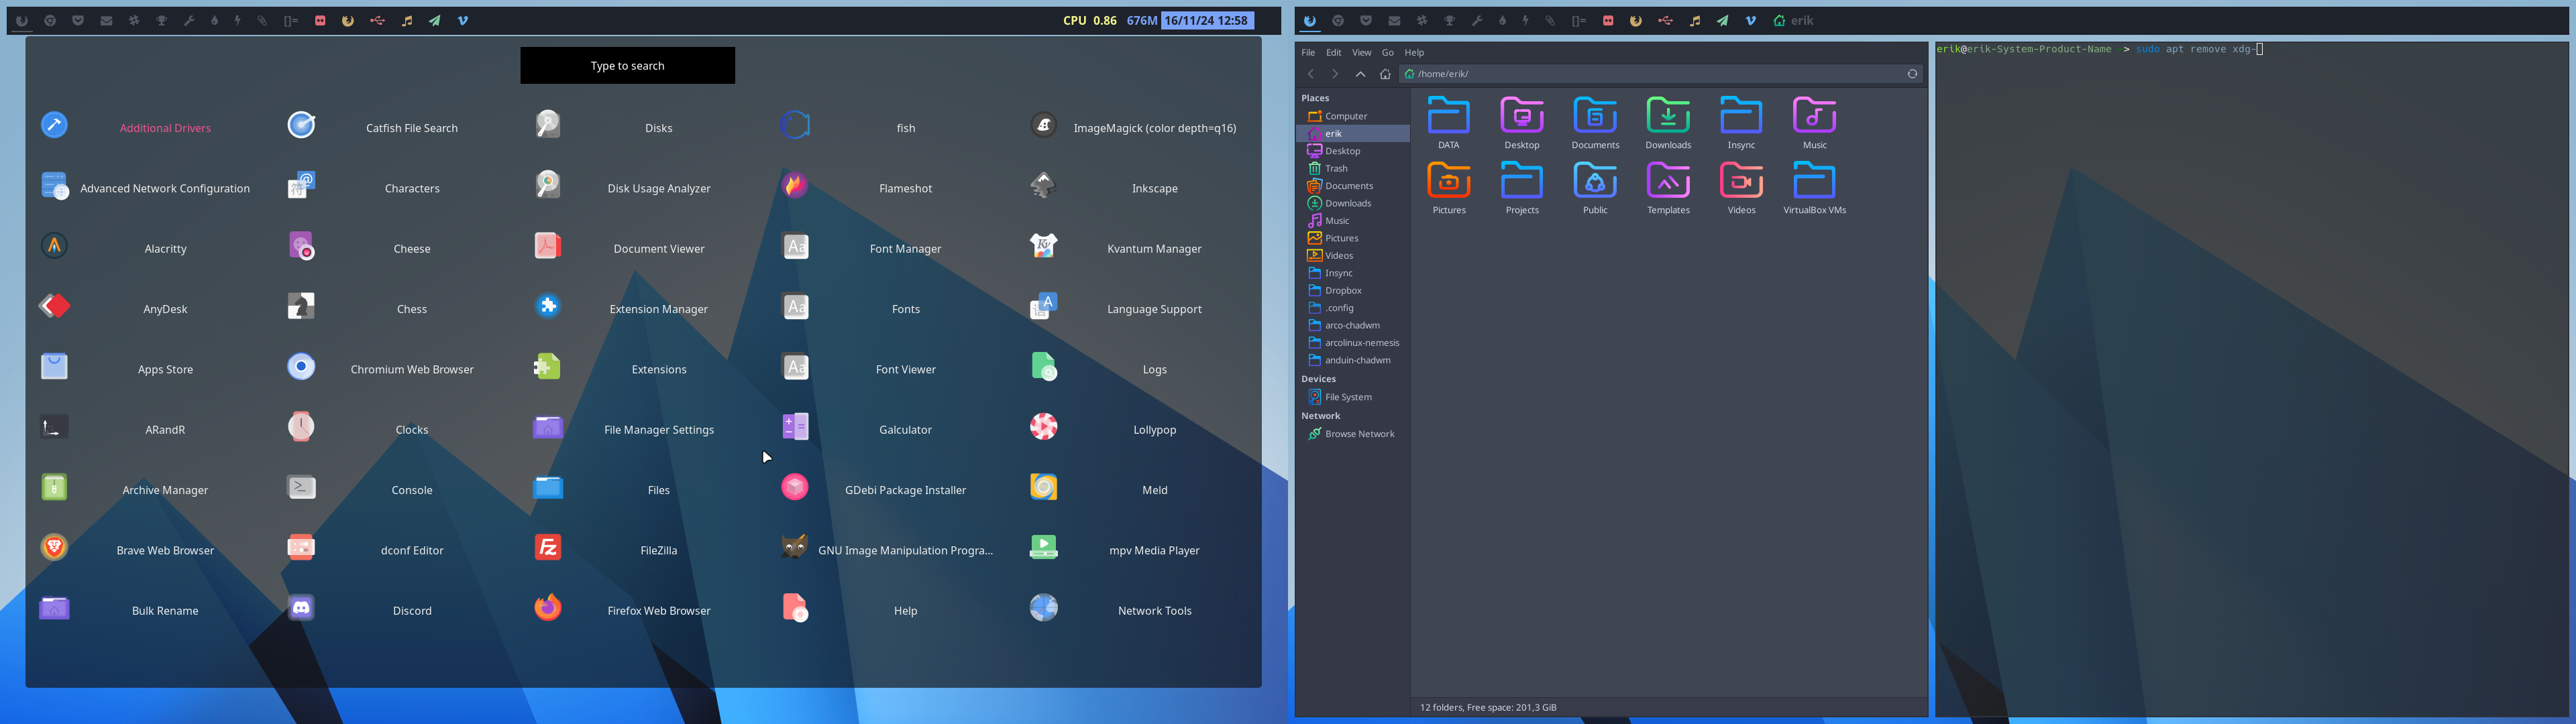 []=
CPU 0.86 676M 16/11/24 12:58
Type to search
Additional Drivers
Catfish File Search
Disks
fish
ImageMagick (color depth=q16)
Advanced Network Configuration
Characters
Disk Usage Analyzer
Flameshot
Inkscape
Alacritty
Cheese
Document Viewer
Font Manager
Kvantum Manager
AnyDesk
Chess
Extension Manager
Fonts
Language Support
Apps Store
Chromium Web Browser
Extensions
Font Viewer
Logs
ARandR
Clocks
File Manager Settings
Galculator
Lollypop
Archive Manager
Console
Files
GDebi Package Installer
Meld
Brave Web Browser
dconf Editor
FileZilla
GNU Image Manipulation Progra...
mpv Media Player
Bulk Rename
Discord
Firefox Web Browser
Help
Network Tools
[]= erik
File Edit View Go Help
/home/erik/
Places
Computer
erik
Desktop
Trash
Documents
Downloads
Music
Pictures
Videos
Insync
Dropbox
.config
arco-chadwm
arcolinux-nemesis
anduin-chadwm
Devices
File System
Network
Browse Network
DATA Desktop Documents Downloads Insync Music
Pictures Projects Public Templates Videos VirtualBox VMs
12 folders, Free space: 201,3 GiB
erik@erik-System-Product-Name > sudo apt remove xdg-